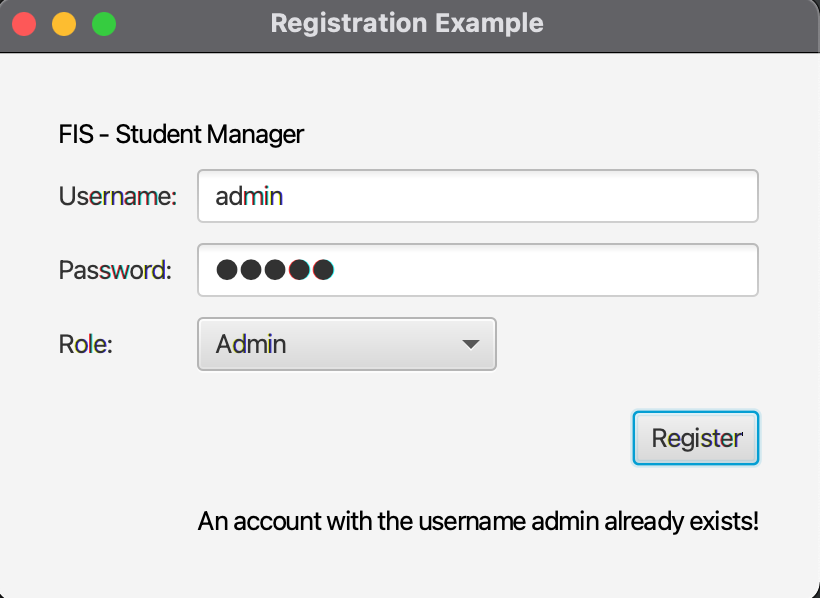 Registration Example
FIS - Student Manager
Username: admin
Password: ●●●●●
Role: Admin
Register
An account with the username admin already exists!